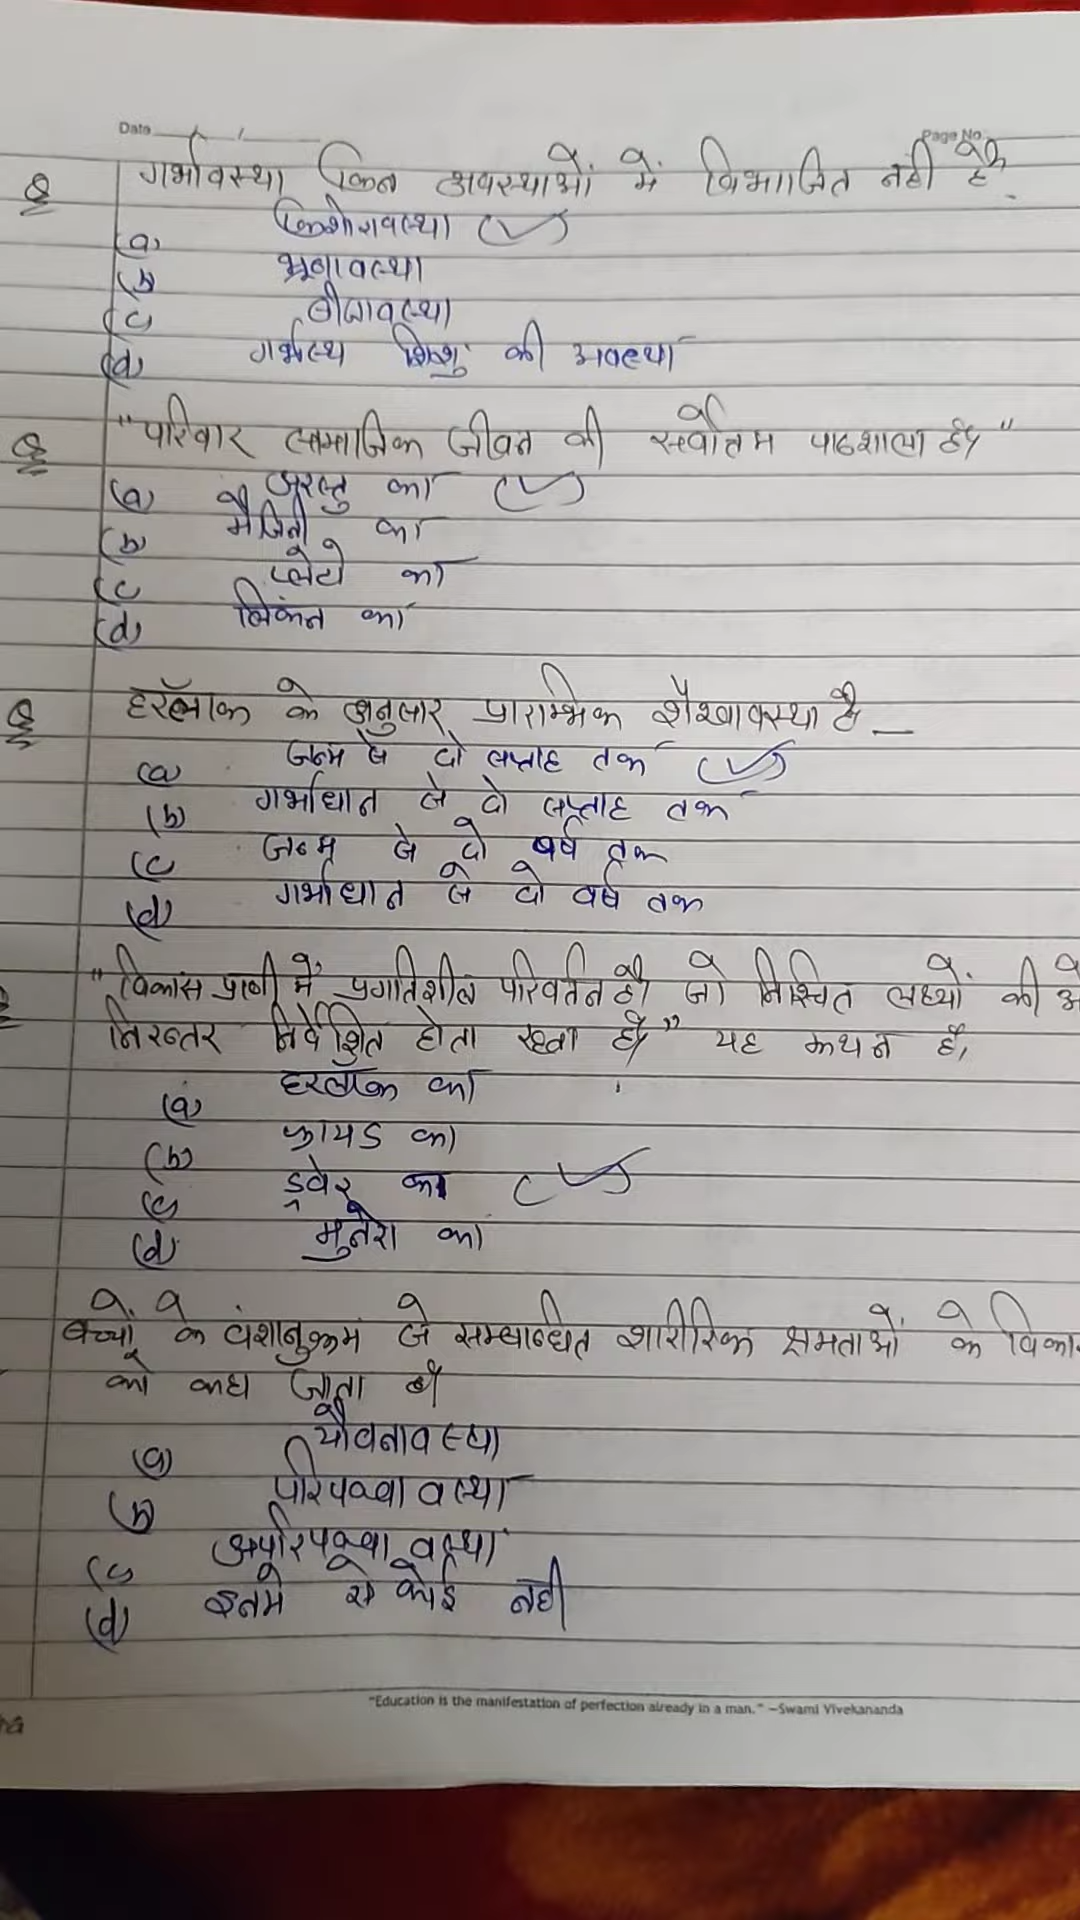 Date
Page No.
Q गर्भावस्था किन अवस्थाओं में विभाजित नही है
(a) किशोरावस्था
(b) भ्रूणावस्था
(c) बीजावस्था
(d) गर्भस्थ शिशु की अवस्था
Q "परिवार सामाजिक जीवन की सर्वोतम पाठशाला है"
(a) अरस्तु का
(b) मैजिनी का
(c) प्लेटो का
(d) लिंकन का
Q हरलॉक के अनुसार प्रारम्भिक शैशवावस्था है _
(a) जन्म से दो सप्ताह तक
(b) गर्भाधान से दो सप्ताह तक
(c) जन्म से दो वर्ष तक
(d) गर्भाधान से दो वर्ष तक
"विकास प्राणी में प्रगतिशील परिवर्तन है जो निश्चित लक्ष्यों की
निरन्तर निर्देशित होता रहता है" यह कथन है,
(a) हरलॉक का
(b) फ्रायड का
(c) ड्रेवर का
(d) मुनरो का
बच्चों के वंशानुक्रम से सम्बन्धित शारीरिक क्षमताओं के विका
को कहा जाता है
(a) यौवनावस्था
(b) परिपक्वावस्था
(c) अपरिपक्वावस्था
(d) इनमे से कोई नही
"Education is the manifestation of perfection already in a man." –Swami Vivekananda